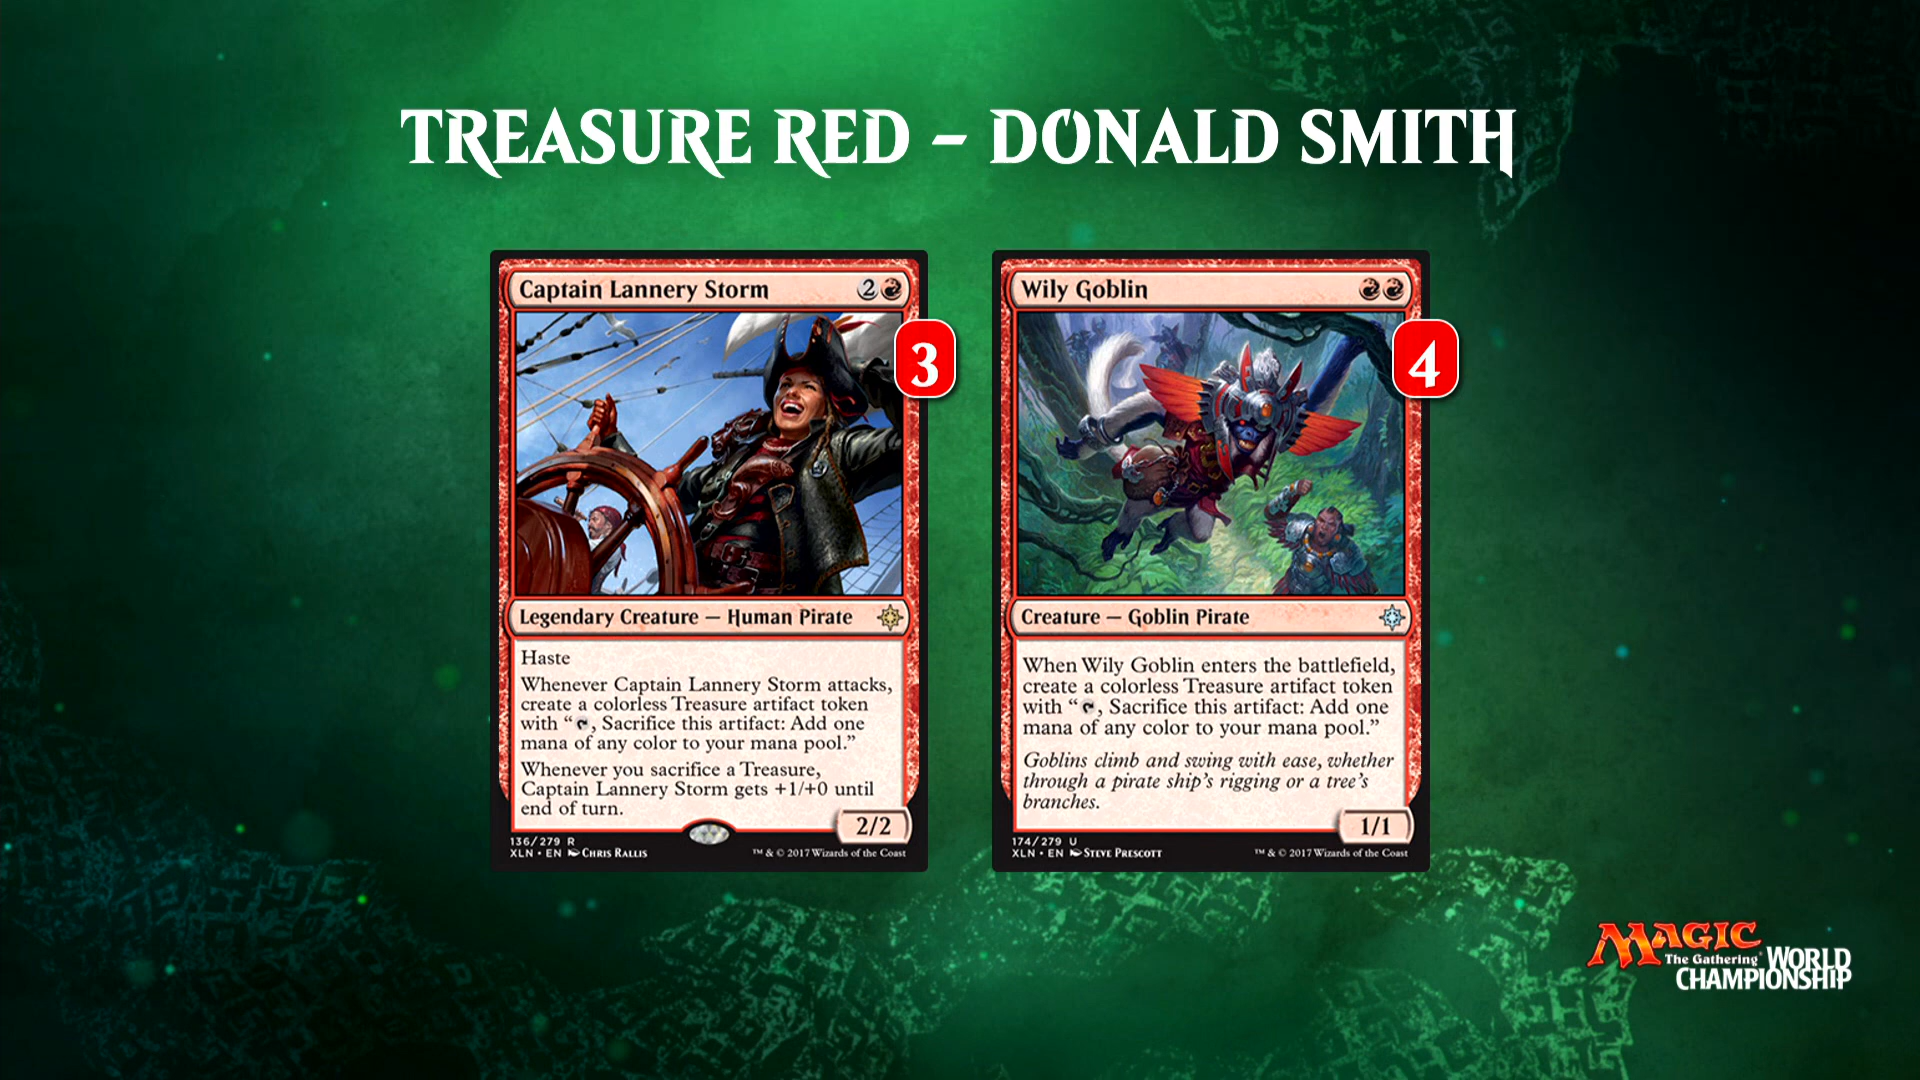 TREASURE RED – DONALD SMITH
Captain Lannery Storm 2
3
Legendary Creature — Human Pirate
Haste
Whenever Captain Lannery Storm attacks,
create a colorless Treasure artifact token
with “, Sacrifice this artifact: Add one
mana of any color to your mana pool.”
Whenever you sacrifice a Treasure,
Captain Lannery Storm gets +1/+0 until
end of turn.
2/2
136/279 R
XLN • EN CHRIS RALLIS
™ & © 2017 Wizards of the Coast
Wily Goblin
4
Creature — Goblin Pirate
When Wily Goblin enters the battlefield,
create a colorless Treasure artifact token
with “, Sacrifice this artifact: Add one
mana of any color to your mana pool.”
Goblins climb and swing with ease, whether
through a pirate ship’s rigging or a tree’s
branches.
1/1
174/279 U
XLN • EN STEVE PRESCOTT
™ & © 2017 Wizards of the Coast
MAGIC
The Gathering® WORLD
CHAMPIONSHIP